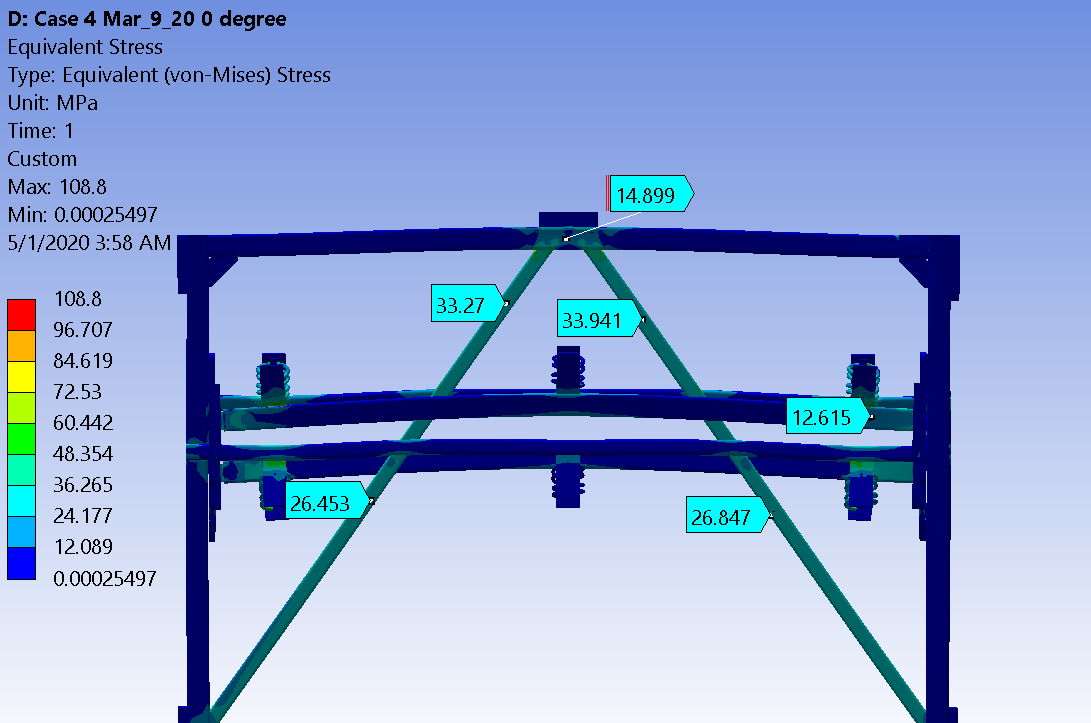 D: Case 4 Mar_9_20 0 degree
Equivalent Stress
Type: Equivalent (von-Mises) Stress
Unit: MPa
Time: 1
Custom
Max: 108.8
Min: 0.00025497
5/1/2020 3:58 AM
108.8
96.707
84.619
72.53
60.442
48.354
36.265
24.177
12.089
0.00025497
14.899
33.27
33.941
12.615
26.453
26.847